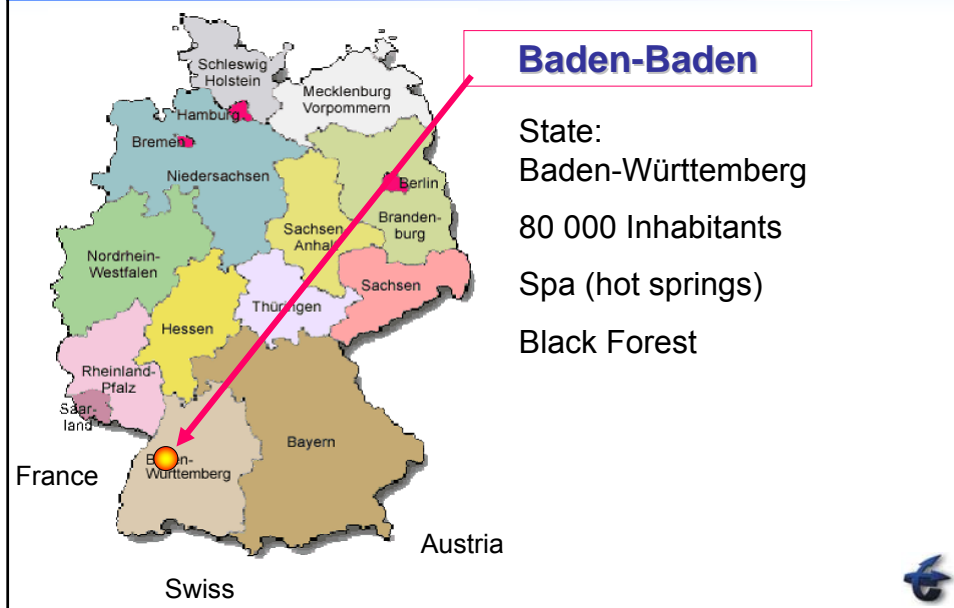 Baden-Baden
State:
Baden-Württemberg
80 000 Inhabitants
Spa (hot springs)
Black Forest
Schleswig
Holstein
Mecklenburg
Vorpommern
Hamburg
Bremen
Niedersachsen
Berlin
Branden-
burg
Sachsen
Nordrhein-
Westfalen
Sachsen
Thüringen
Hessen
Rheinland-
Pfalz
Saar-
land
Bayern
Württemberg
France
Austria
Swiss